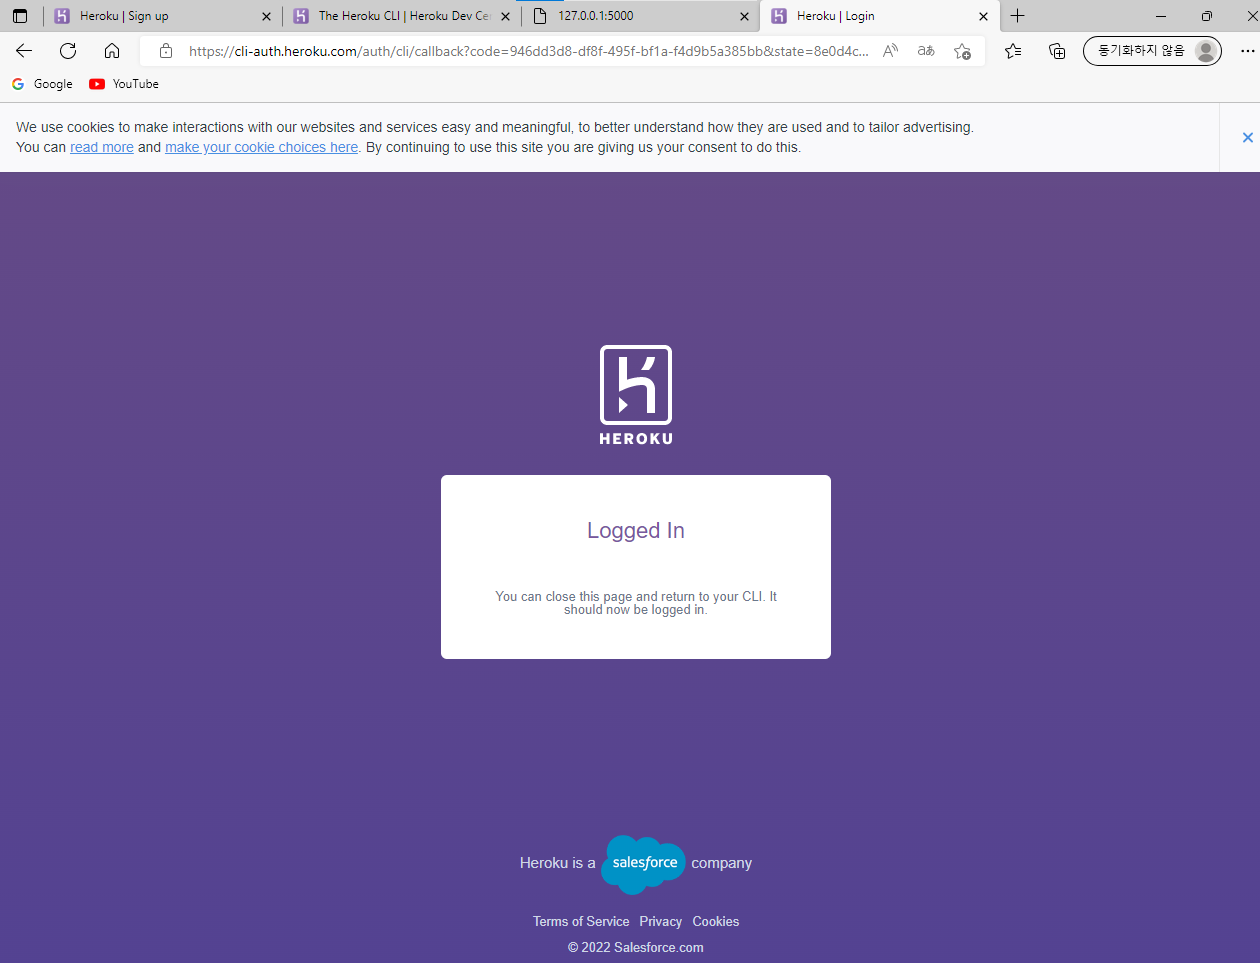 Heroku | Sign up
The Heroku CLI | Heroku Dev Cen
127.0.0.1:5000
Heroku | Login
https://cli-auth.heroku.com/auth/cli/callback?code=946dd3d8-df8f-495f-bf1a-f4d9b5a385bb&state=8e0d4c...
동기화하지 않음
Google
YouTube
We use cookies to make interactions with our websites and services easy and meaningful, to better understand how they are used and to tailor advertising.
You can read more and make your cookie choices here. By continuing to use this site you are giving us your consent to do this.
HEROKU
Logged In
You can close this page and return to your CLI. It
should now be logged in.
Heroku is a salesforce company
Terms of Service Privacy Cookies
© 2022 Salesforce.com